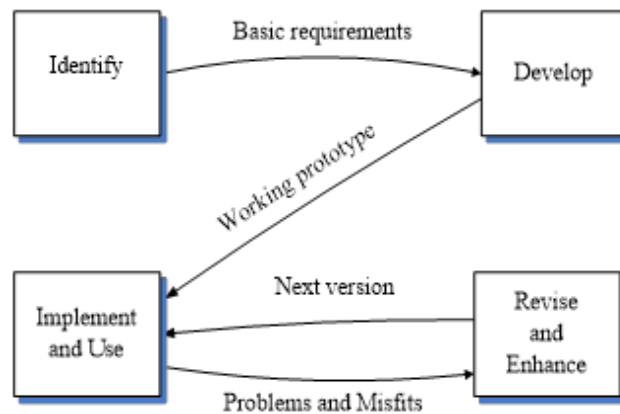 Basic requirements
Identify
Develop
Working prototype
Next version
Implement
and Use
Revise
and
Enhance
Problems and Misfits